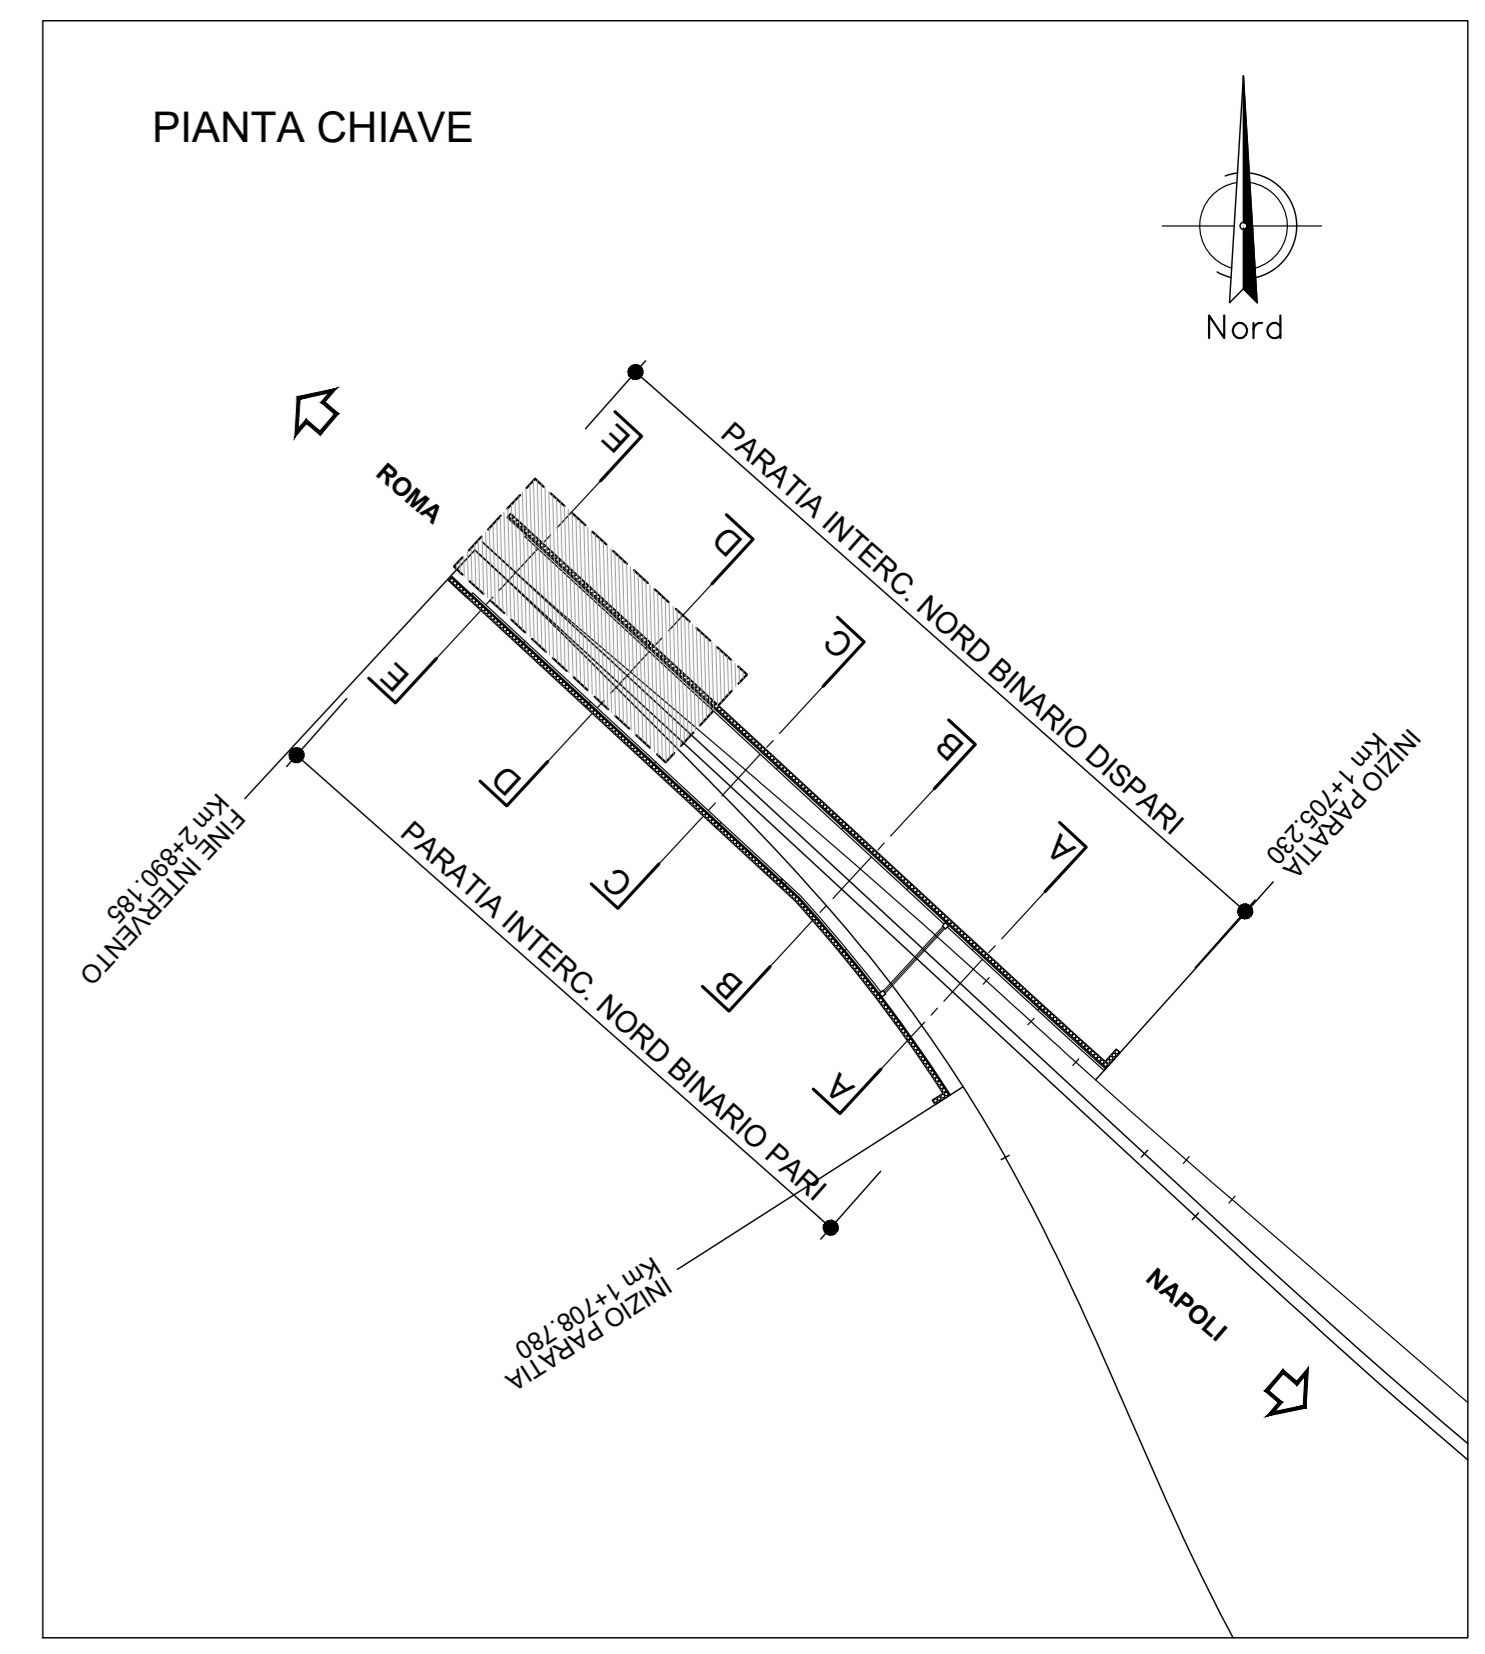 PIANTA CHIAVE
Nord
ROMA
E
D
C
B
A
PARATIA INTERC. NORD BINARIO DISPARI
INIZIO PARATIA
Km 1+705.230
E
D
C
B
A
FINE INTERVENTO
Km 2+890.185
PARATIA INTERC. NORD BINARIO PARI
INIZIO PARATIA
Km 1+708.780
NAPOLI